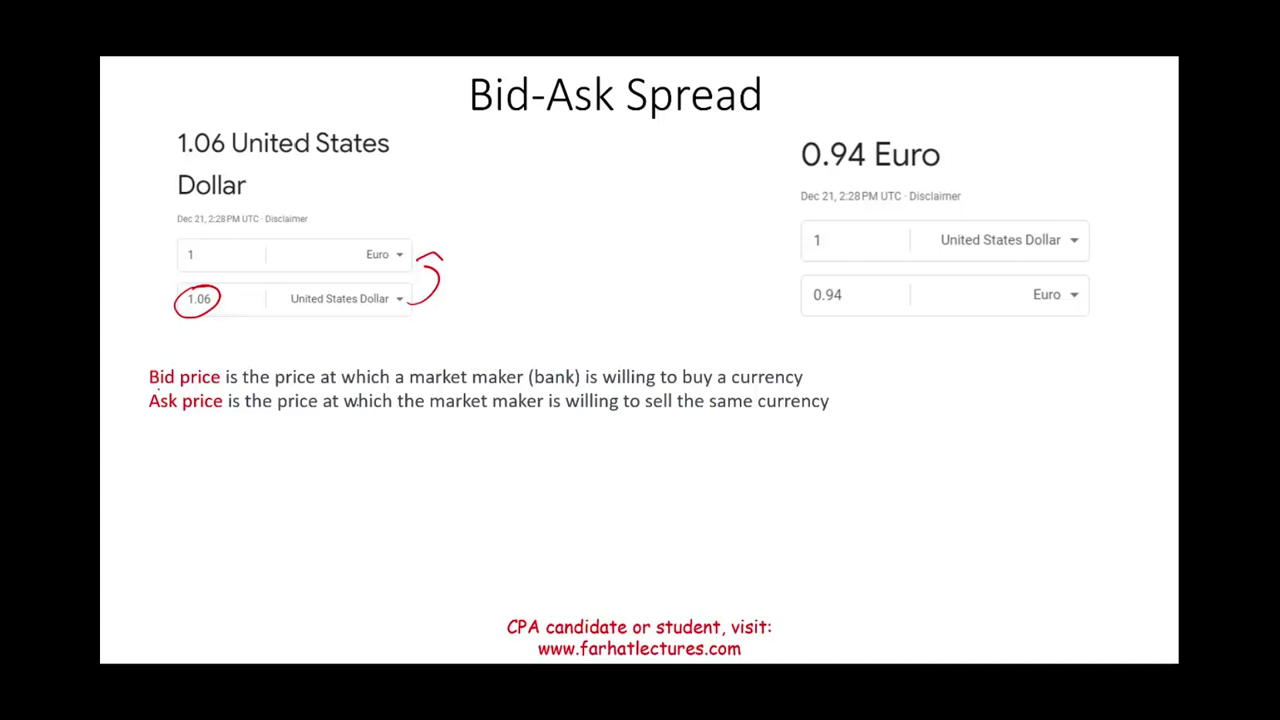 Bid-Ask Spread
1.06 United States
Dollar
Dec 21, 2:28 PM UTC · Disclaimer
1 Euro
1.06 United States Dollar
0.94 Euro
Dec 21, 2:28 PM UTC · Disclaimer
1 United States Dollar
0.94 Euro
Bid price is the price at which a market maker (bank) is willing to buy a currency
Ask price is the price at which the market maker is willing to sell the same currency
CPA candidate or student, visit:
www.farhatlectures.com